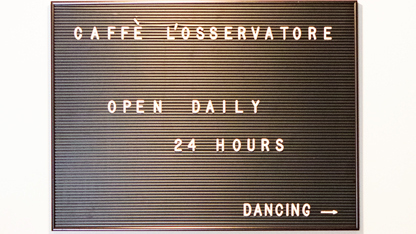 CAFFÈ L'OSSERVATORE
OPEN DAILY
24 HOURS
DANCING →